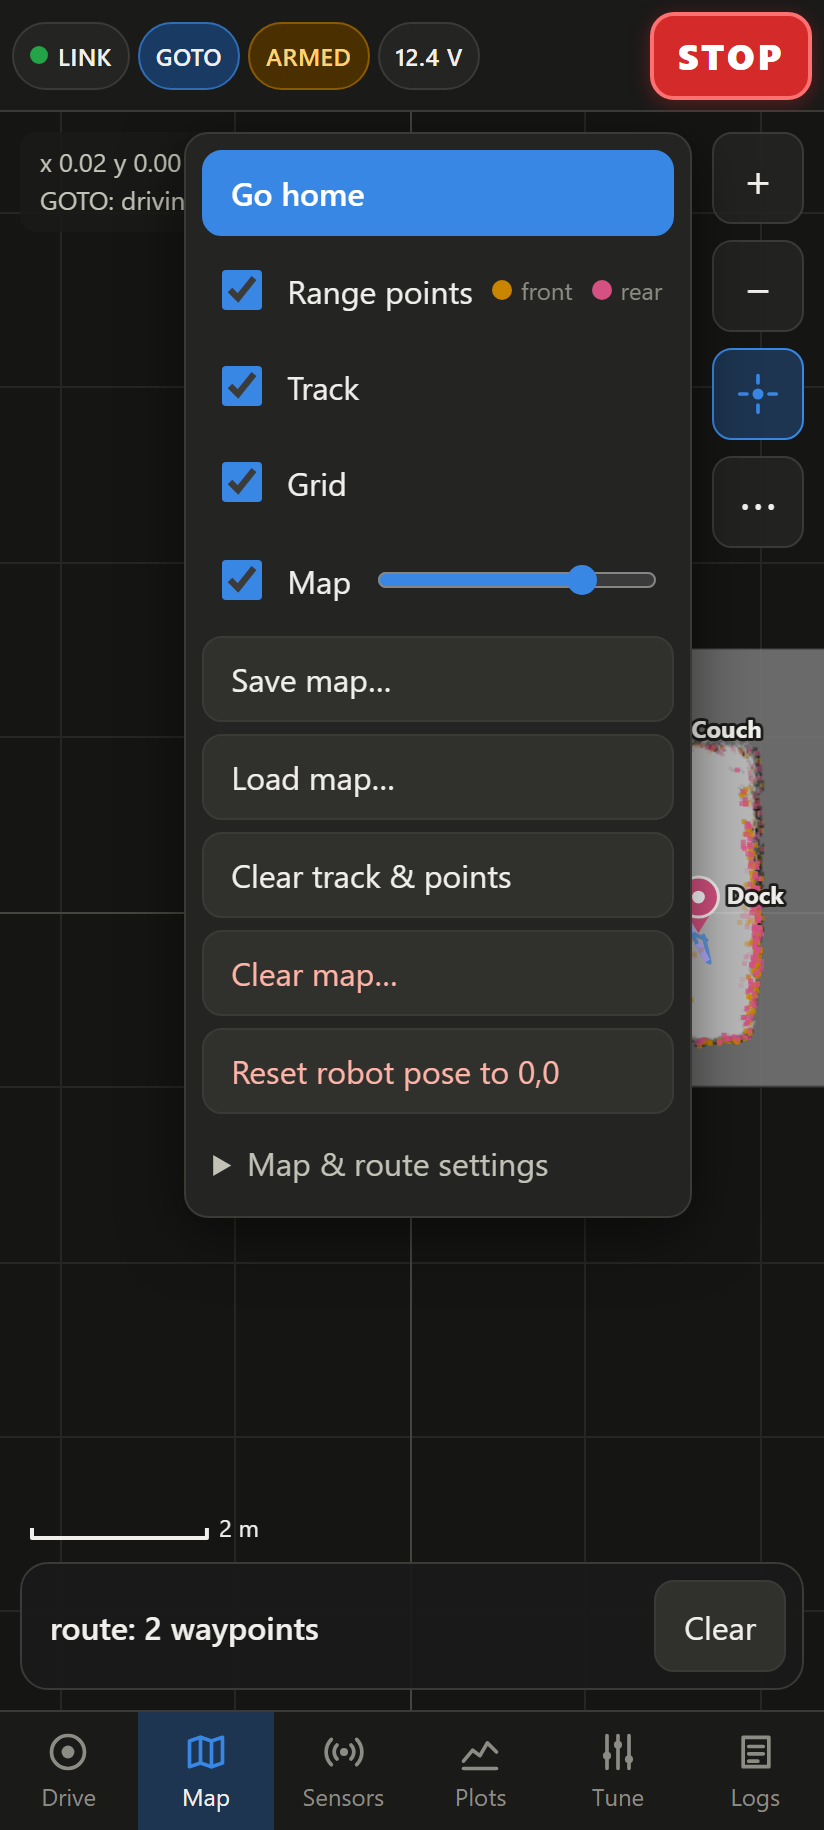 LINK GOTO ARMED 12.4 V STOP
x 0.02 y 0.00
GOTO: drivin
Go home
+
Range points front rear
−
Track
Grid
...
Map
Save map...
Couch
Load map...
Clear track & points
Dock
Clear map...
Reset robot pose to 0,0
▶ Map & route settings
2 m
route: 2 waypoints Clear
Drive Map Sensors Plots Tune Logs